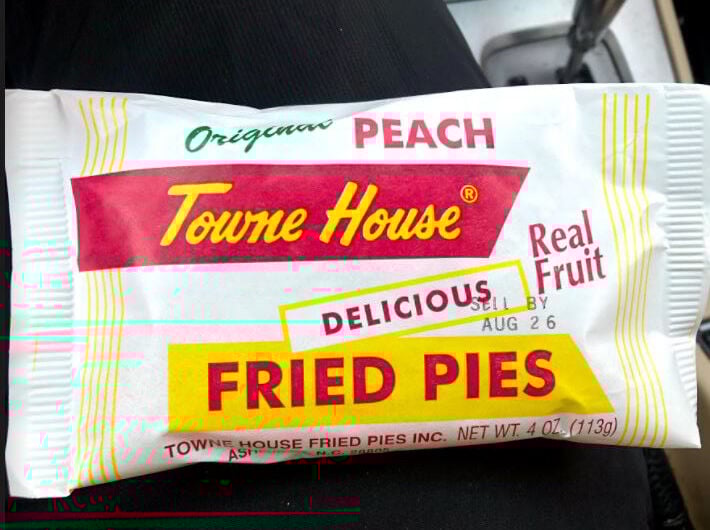 Original PEACH
Towne House®
Real
Fruit
DELICIOUS
SELL BY
AUG 26
FRIED PIES
TOWNE HOUSE FRIED PIES INC. NET WT. 4 OZ. (113g)
N.C.